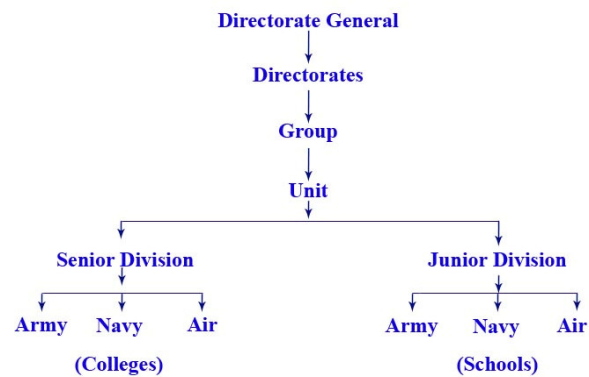 Directorate General
Directorates
Group
Unit
Senior Division Junior Division
Army Navy Air Army Navy Air
(Colleges) (Schools)